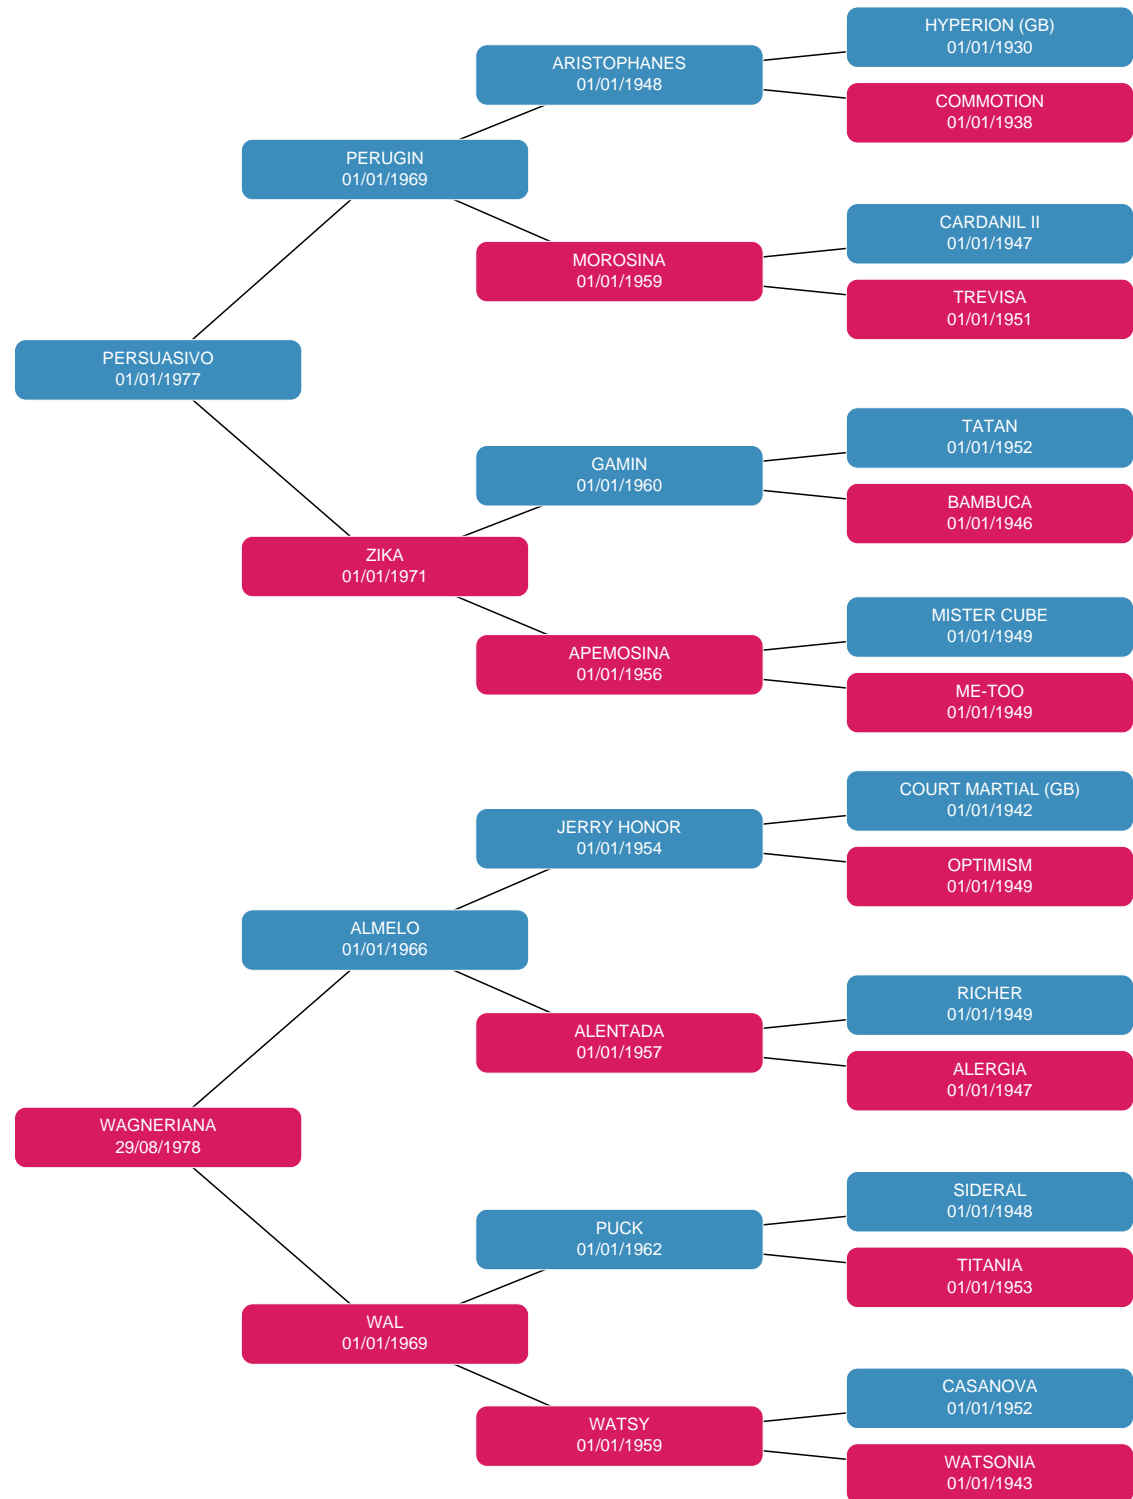 HYPERION (GB)
01/01/1930
ARISTOPHANES
01/01/1948
COMMOTION
01/01/1938
PERUGIN
01/01/1969
CARDANIL II
01/01/1947
MOROSINA
01/01/1959
TREVISA
01/01/1951
PERSUASIVO
01/01/1977
TATAN
01/01/1952
GAMIN
01/01/1960
BAMBUCA
01/01/1946
ZIKA
01/01/1971
MISTER CUBE
01/01/1949
APEMOSINA
01/01/1956
ME-TOO
01/01/1949
COURT MARTIAL (GB)
01/01/1942
JERRY HONOR
01/01/1954
OPTIMISM
01/01/1949
ALMELO
01/01/1966
RICHER
01/01/1949
ALENTADA
01/01/1957
ALERGIA
01/01/1947
WAGNERIANA
29/08/1978
SIDERAL
01/01/1948
PUCK
01/01/1962
TITANIA
01/01/1953
WAL
01/01/1969
CASANOVA
01/01/1952
WATSY
01/01/1959
WATSONIA
01/01/1943